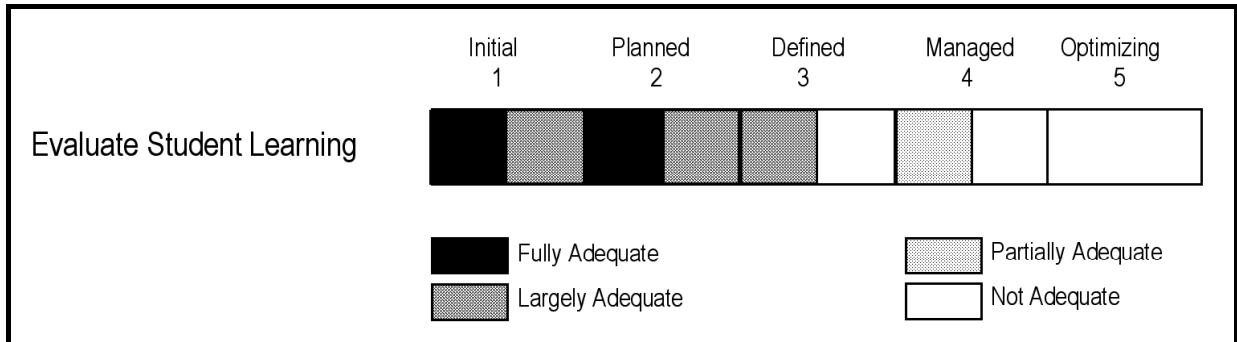 Initial Planned Defined Managed Optimizing
1 2 3 4 5
Evaluate Student Learning
Fully Adequate Partially Adequate
Largely Adequate Not Adequate